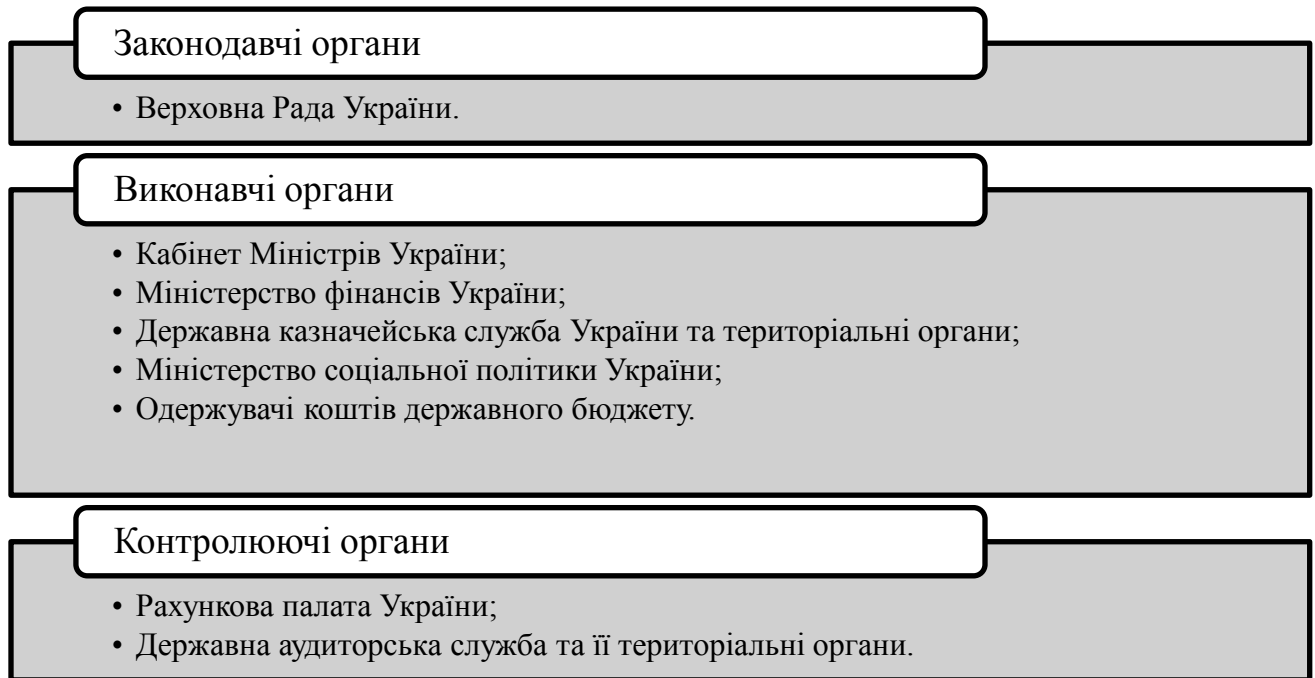 Законодавчі органи
• Верховна Рада України.
Виконавчі органи
• Кабінет Міністрів України;
• Міністерство фінансів України;
• Державна казначейська служба України та територіальні органи;
• Міністерство соціальної політики України;
• Одержувачі коштів державного бюджету.
Контролюючі органи
• Рахункова палата України;
• Державна аудиторська служба та її територіальні органи.